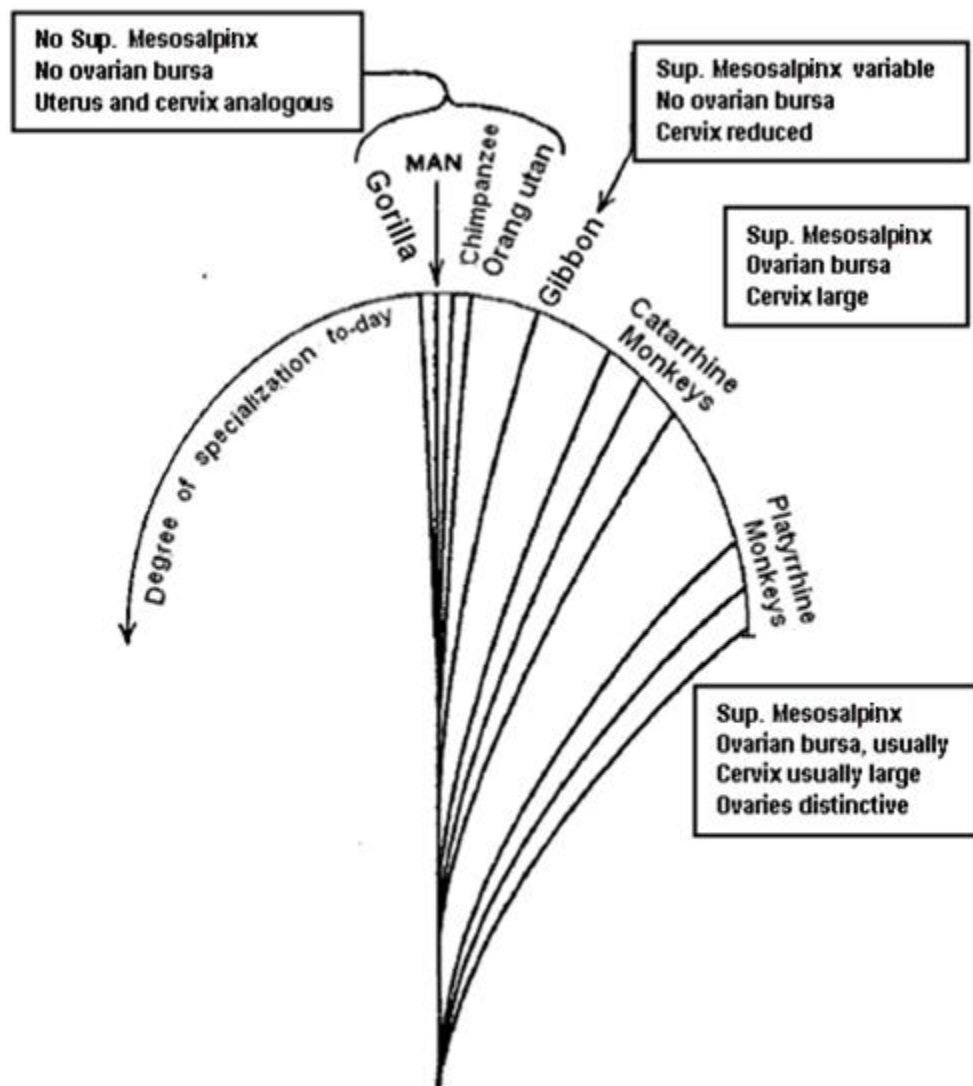 No Sup. Mesosalpinx
No ovarian bursa
Uterus and cervix analogous
Sup. Mesosalpinx variable
No ovarian bursa
Cervix reduced
Gorilla
MAN
Chimpanzee
Orang utan
Gibbon
Sup. Mesosalpinx
Ovarian bursa
Cervix large
Catarrhine
Monkeys
Degree of specialization to-day
Platyrrhine
Monkeys
Sup. Mesosalpinx
Ovarian bursa, usually
Cervix usually large
Ovaries distinctive